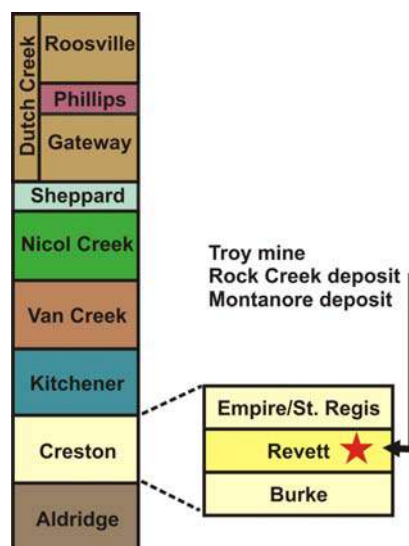 Dutch Creek
Roosville
Phillips
Gateway
Sheppard
Nicol Creek
Van Creek
Kitchener
Creston
Aldridge
Troy mine
Rock Creek deposit
Montanore deposit
Empire/St. Regis
Revett
Burke